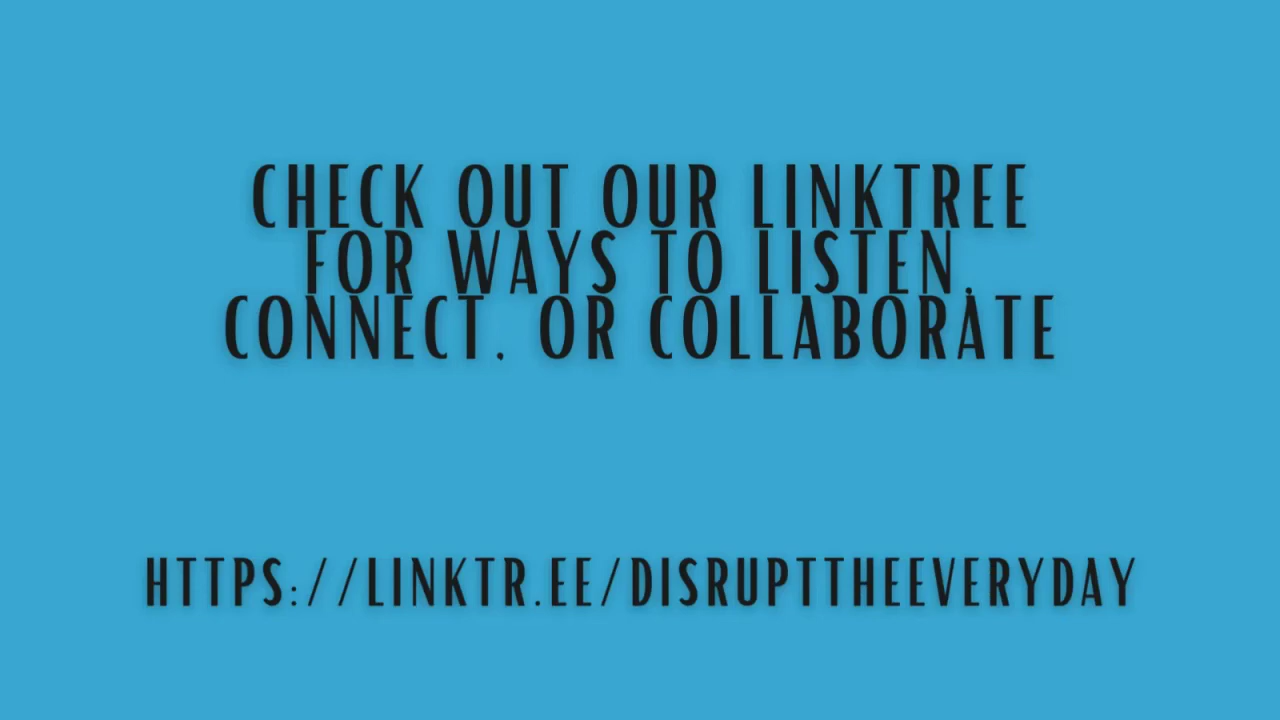 CHECK OUT OUR LINKTREE
FOR WAYS TO LISTEN,
CONNECT, OR COLLABORATE
HTTPS://LINKTR.EE/DISRUPTTHEEVERYDAY